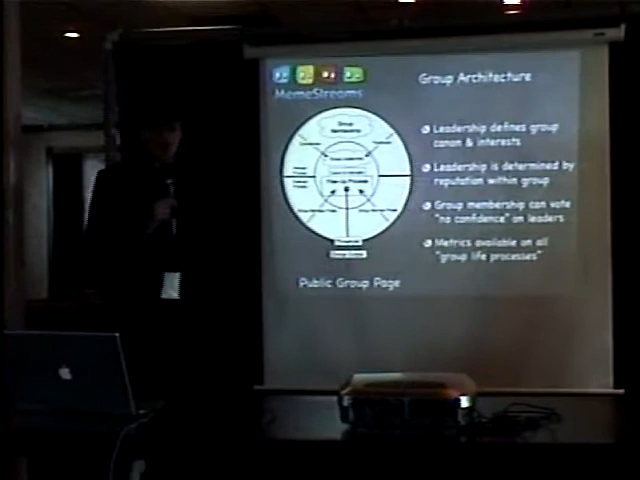 MemeStreams
Group Architecture
Group
Leadership defines group
canon & interests
Leadership is determined by
reputation within group
Group membership can vote
"no confidence" on leaders
Metrics available on all
"group life processes"
Public Group Page